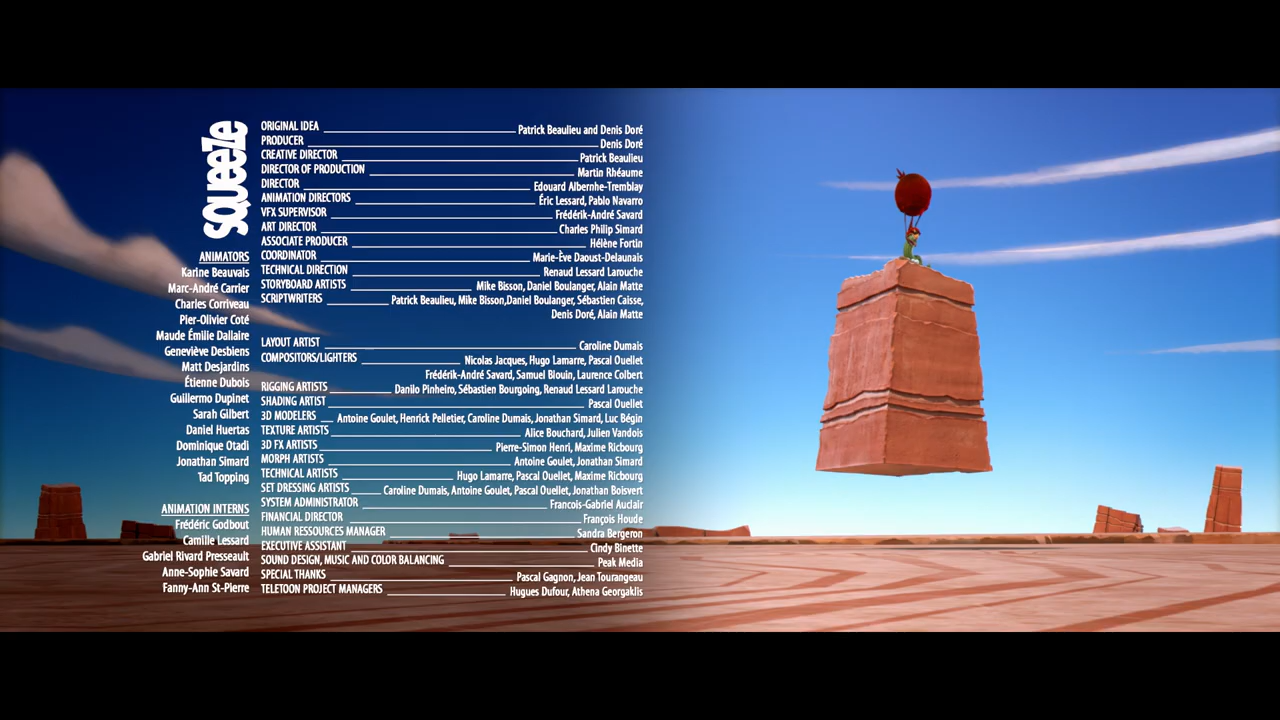 squeeze
ORIGINAL IDEA Patrick Beaulieu and Denis Doré
PRODUCER Denis Doré
CREATIVE DIRECTOR Patrick Beaulieu
DIRECTOR OF PRODUCTION Martin Rhéaume
DIRECTOR Edouard Albernhe-Tremblay
ANIMATION DIRECTORS Éric Lessard, Pablo Navarro
VFX SUPERVISOR Frédérik-André Savard
ART DIRECTOR Charles Philip Simard
ASSOCIATE PRODUCER Hélène Fortin
COORDINATOR Marie-Ève Daoust-Delaunais
TECHNICAL DIRECTION Renaud Lessard Larouche
STORYBOARD ARTISTS Mike Bisson, Daniel Boulanger, Alain Matte
SCRIPTWRITERS Patrick Beaulieu, Mike Bisson,Daniel Boulanger, Sébastien Caisse,
Denis Doré, Alain Matte
LAYOUT ARTIST Caroline Dumais
COMPOSITORS/LIGHTERS Nicolas Jacques, Hugo Lamarre, Pascal Ouellet
Frédérik-André Savard, Samuel Blouin, Laurence Colbert
RIGGING ARTISTS Danilo Pinheiro, Sébastien Bourgoing, Renaud Lessard Larouche
SHADING ARTIST Pascal Ouellet
3D MODELERS Antoine Goulet, Henrick Pelletier, Caroline Dumais, Jonathan Simard, Luc Bégin
TEXTURE ARTISTS Alice Bouchard, Julien Vandois
3D FX ARTISTS Pierre-Simon Henri, Maxime Ricbourg
MORPH ARTISTS Antoine Goulet, Jonathan Simard
TECHNICAL ARTISTS Hugo Lamarre, Pascal Ouellet, Maxime Ricbourg
SET DRESSING ARTISTS Caroline Dumais, Antoine Goulet, Pascal Ouellet, Jonathan Boisvert
SYSTEM ADMINISTRATOR Francois-Gabriel Auclair
FINANCIAL DIRECTOR François Houde
HUMAN RESSOURCES MANAGER Sandra Bergeron
EXECUTIVE ASSISTANT Cindy Binette
SOUND DESIGN, MUSIC AND COLOR BALANCING Peak Media
SPECIAL THANKS Pascal Gagnon, Jean Tourangeau
TELETOON PROJECT MANAGERS Hugues Dufour, Athena Georgaklis
ANIMATORS
Karine Beauvais
Marc-André Carrier
Charles Corriveau
Pier-Olivier Coté
Maude Émilie Dallaire
Geneviève Desbiens
Matt Desjardins
Étienne Dubois
Guillermo Dupinet
Sarah Gilbert
Daniel Huertas
Dominique Otadi
Jonathan Simard
Tad Topping
ANIMATION INTERNS
Frédéric Godbout
Camille Lessard
Gabriel Rivard Presseault
Anne-Sophie Savard
Fanny-Ann St-Pierre